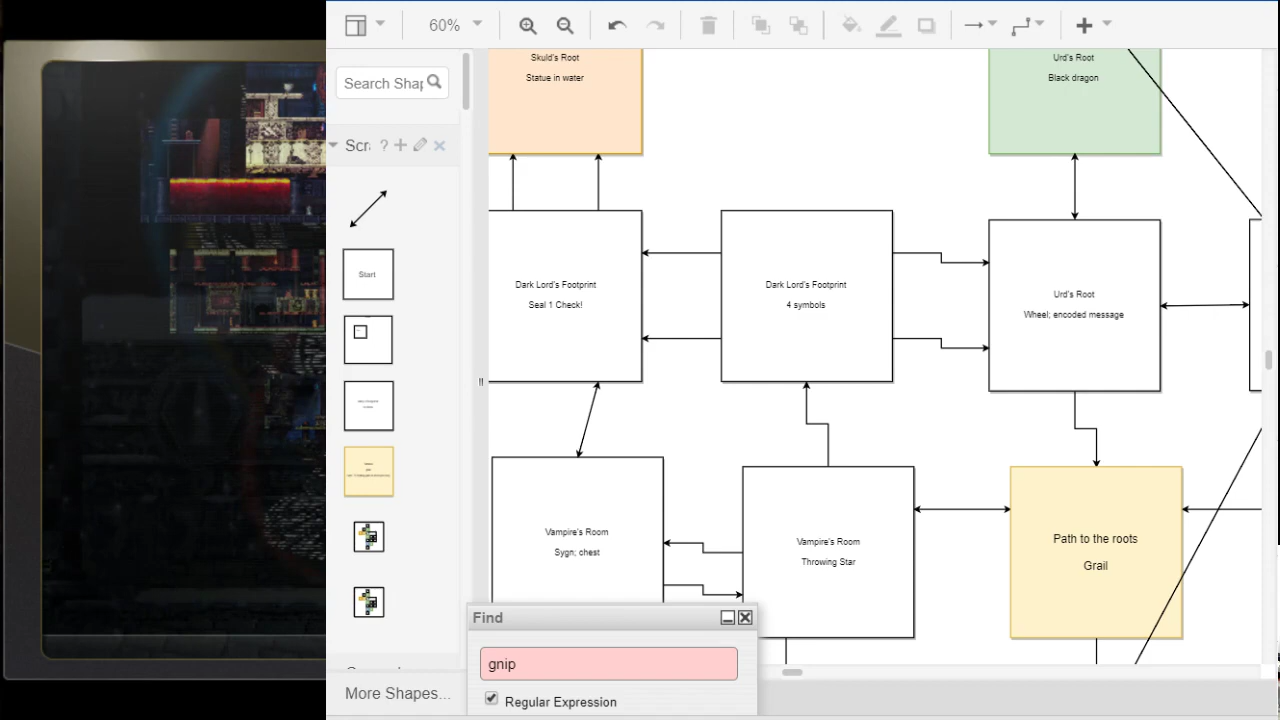 60%
Search Shap
Scr
?
Start
More Shapes...
Skuld's Root
Statue in water
Urd's Root
Black dragon
Dark Lord's Footprint
Seal 1 Check!
Dark Lord's Footprint
4 symbols
Urd's Root
Wheel; encoded message
Vampire's Room
Sygn; chest
Vampire's Room
Throwing Star
Path to the roots
Grail
Find
gnip
Regular Expression